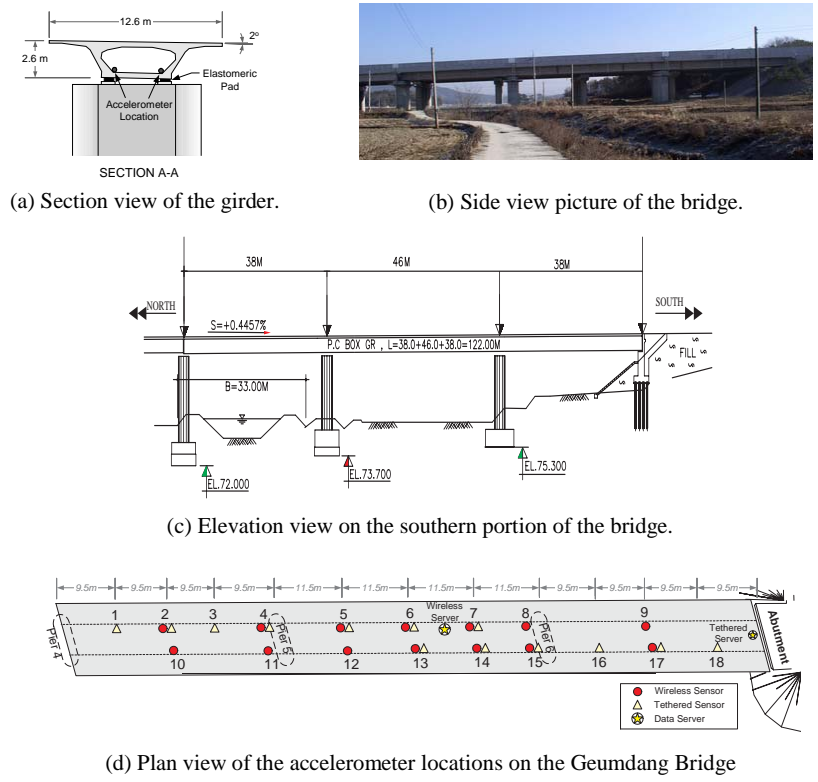 12.6 m
2º
2.6 m
Elastomeric
Pad
Accelerometer
Location
SECTION A-A
(a) Section view of the girder.
(b) Side view picture of the bridge.
38M
46M
38M
NORTH
SOUTH
S=+0.4457%
P.C BOX GR , L=38.0+46.0+38.0=122.00M
FILL
B=33.00M
EL.72.000
EL.73.700
EL.75.300
(c) Elevation view on the southern portion of the bridge.
9.5m 9.5m 9.5m 9.5m 11.5m 11.5m 11.5m 11.5m 9.5m 9.5m 9.5m 9.5m
1 2 3 4 5 6 Wireless Server 7 8 9
Pier 4
Pier 5
Pier 6
Tethered
Server
Abutment
10 11 12 13 14 15 16 17 18
Wireless Sensor
Tethered Sensor
Data Server
(d) Plan view of the accelerometer locations on the Geumdang Bridge